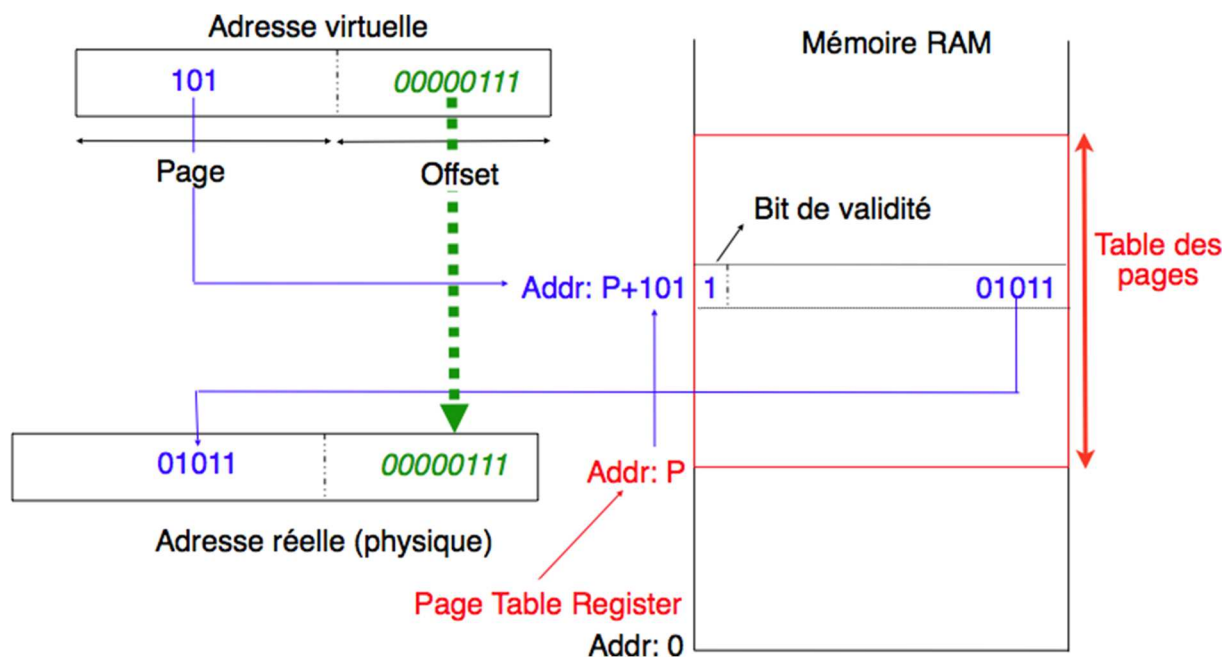 Adresse virtuelle
Mémoire RAM
101
00000111
Page
Offset
Bit de validité
Table des
pages
Addr: P+101
1
01011
01011
00000111
Addr: P
Adresse réelle (physique)
Page Table Register
Addr: 0